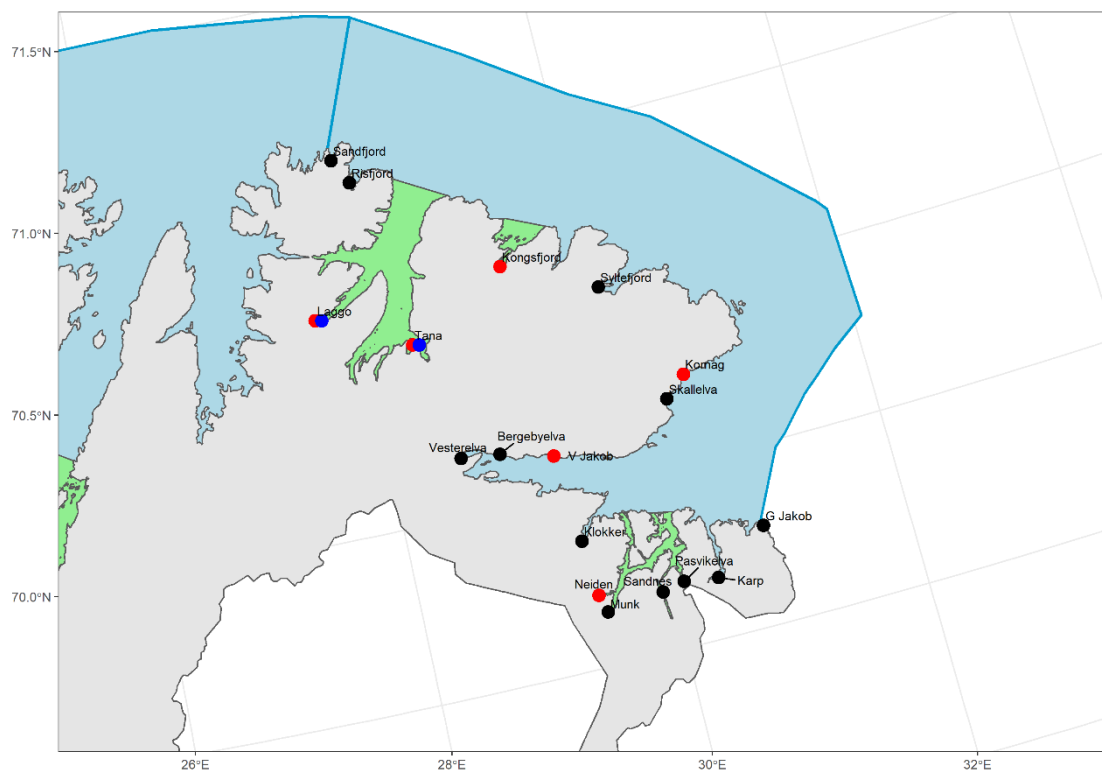 71.5°N
Sandfjord
Risfjord
71.0°N
Kongsfjord
Syltefjord
Laggo
Tana
Komag
Skallelva
70.5°N
Bergebyelva
Vesterelva
V Jakob
G Jakob
Klokker
Pasvikelva
Sandnes
Karp
Neiden
70.0°N
Munk
26°E
28°E
30°E
32°E